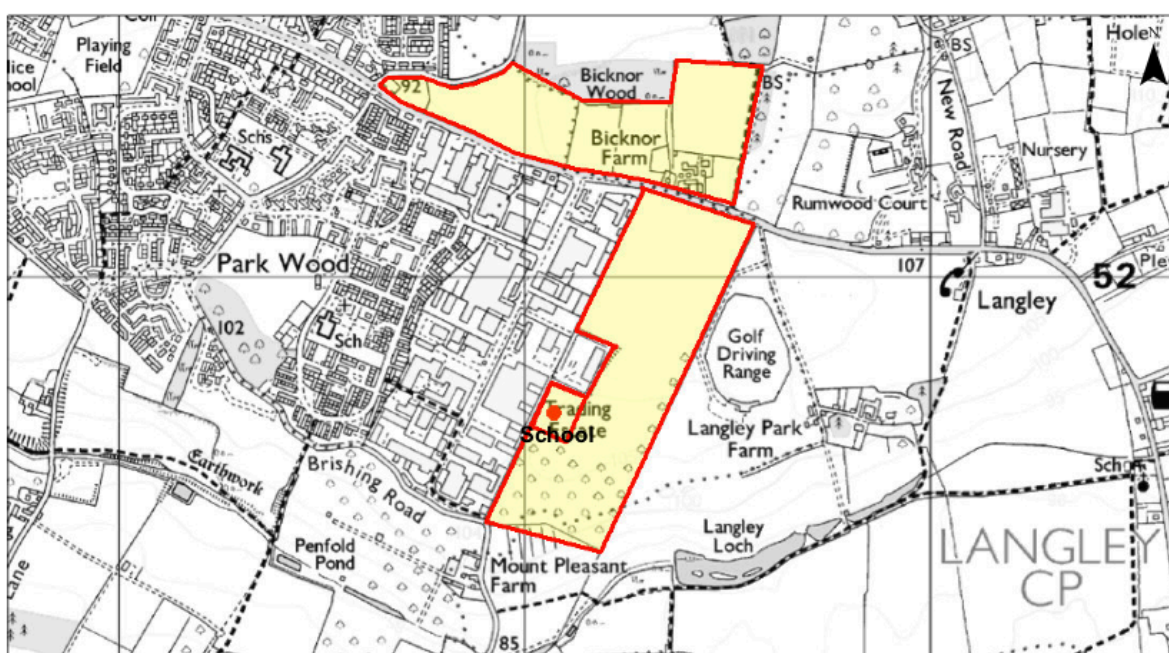 Playing
Field
Hole
N
BS
92
Bicknor
Wood
BS
New Road
Schs
Bicknor
Farm
Nursery
Rumwood Court
Park Wood
107
52
Langley
102
Sch
Golf
Driving
Range
Trading
Estate
School
Langley Park
Farm
Brishing Road
Earthwork
Sch
Langley
Loch
LANGLEY
CP
Penfold
Pond
Mount Pleasant
Farm
85